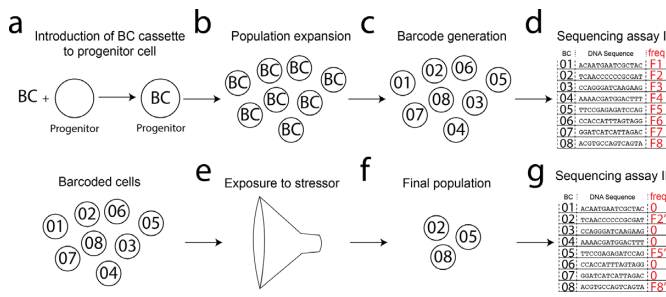 a
Introduction of BC cassette
to progenitor cell
BC +
BC
Progenitor
Progenitor
b
Population expansion
BC BC BC BC BC BC BC BC
c
Barcode generation
01 02 06 05 08 03 07 04
d
Sequencing assay I
BC DNA Sequence freq
01 ACAATGAATCGCTAC F1
02 TCAACCCCCCGCGAT F2
03 CCAGGGATCAAGAAG F3
04 AAAACGATGGACTTT F4
05 TTCCGAGAGATCCAG F5
06 CCACCATTTAGTAGG F6
07 GGATCATCATTAGAC F7
08 ACGTGCCAGTCAGTA F8
Barcoded cells
01 02 06 05 08 03 07 04
e
Exposure to stressor
f
Final population
02
05
08
g
Sequencing assay II
BC DNA Sequence freq
01 ACAATGAATCGCTAC 0
02 TCAACCCCCCGCGAT F2'
03 CCAGGGATCAAGAAG 0
04 AAAACGATGGACTTT 0
05 TTCCGAGAGATCCAG F5'
06 CCACCATTTAGTAGG 0
07 GGATCATCATTAGAC 0
08 ACGTGCCAGTCAGTA F8'